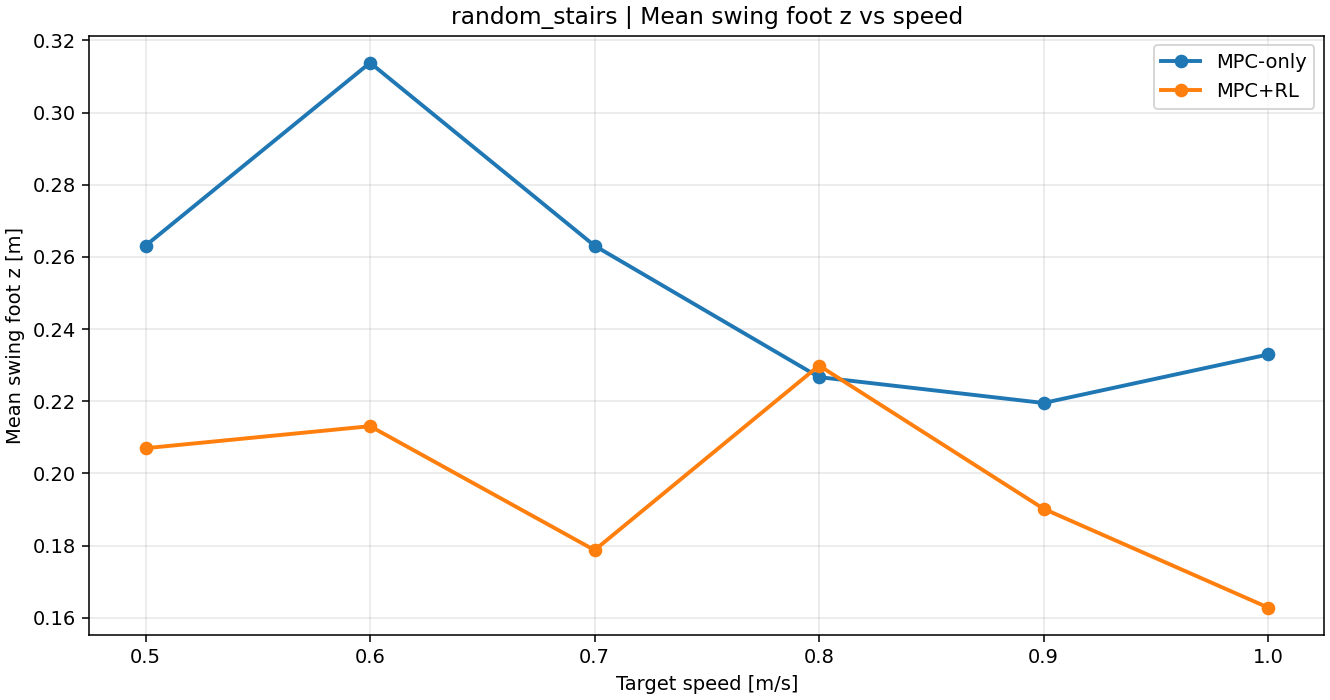 random_stairs | Mean swing foot z vs speed
MPC-only
MPC+RL
Mean swing foot z [m]
0.32
0.30
0.28
0.26
0.24
0.22
0.20
0.18
0.16
0.5 0.6 0.7 0.8 0.9 1.0
Target speed [m/s]